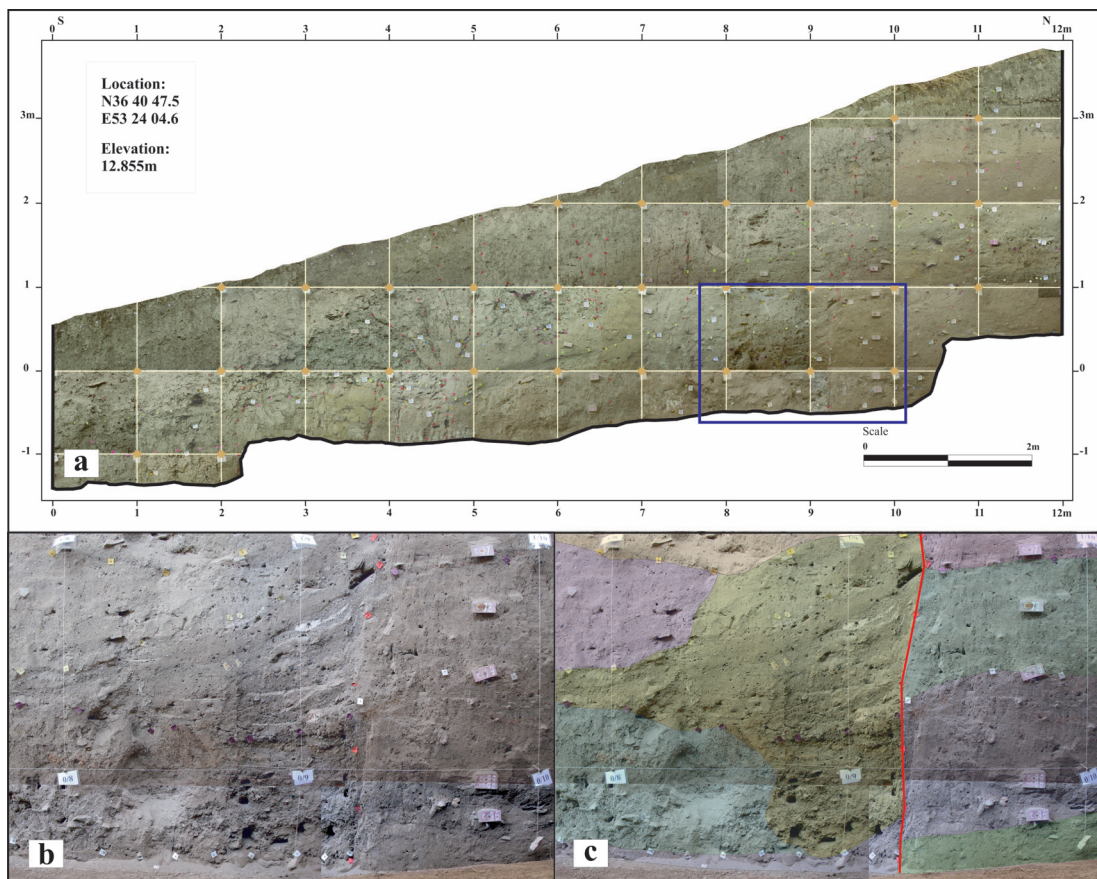 S N
0 1 2 3 4 5 6 7 8 9 10 11 12m
Location:
N36 40 47.5
E53 24 04.6
Elevation:
12.855m
3m 3m
2 2
1 1
0 0
-1 -1
Scale
0 2m
a
0 1 2 3 4 5 6 7 8 9 10 11 12m
0/8 0/9 0/10
b
0/8 0/9 0/10
c